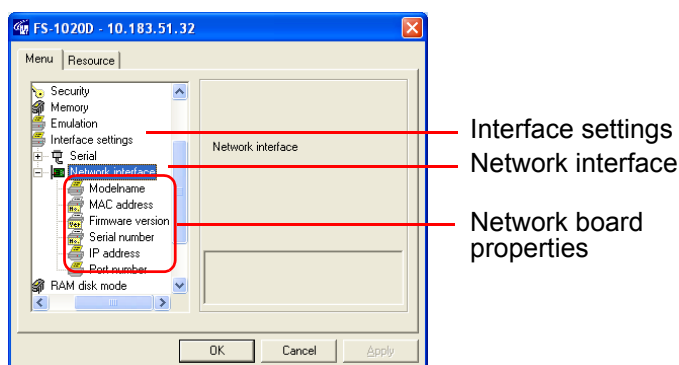 FS-1020D - 10.183.51.32
Menu
Resource
Security
Memory
Emulation
Interface settings
Serial
Network interface
Modelname
MAC address
Firmware version
Serial number
IP address
Port number
RAM disk mode
Network interface
OK
Cancel
Apply
Interface settings
Network interface
Network board
properties